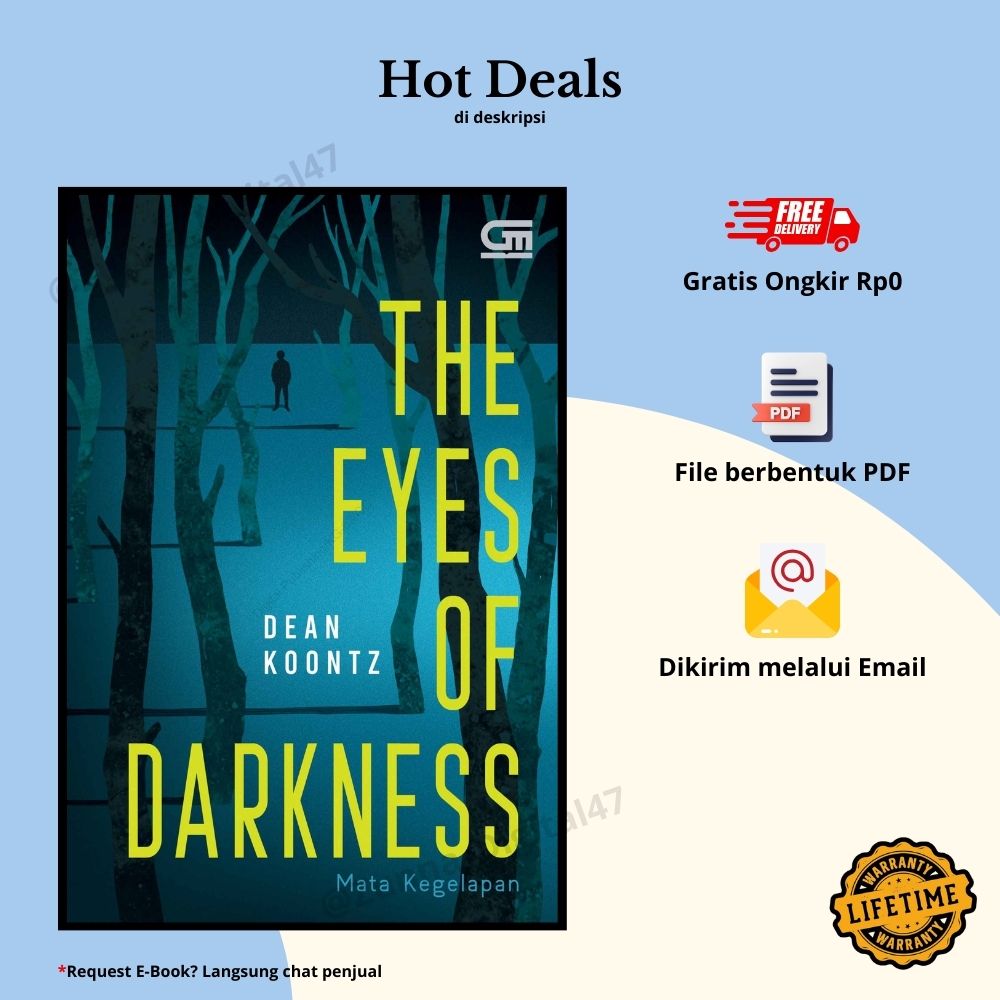 Hot Deals
di deskripsi
GM
THE
EYES
OF
DARKNESS
DEAN
KOONTZ
Mata Kegelapan
FREE
DELIVERY
Gratis Ongkir Rp0
PDF
File berbentuk PDF
@
Dikirim melalui Email
WARRANTY
LIFETIME
WARRANTY
*Request E-Book? Langsung chat penjual